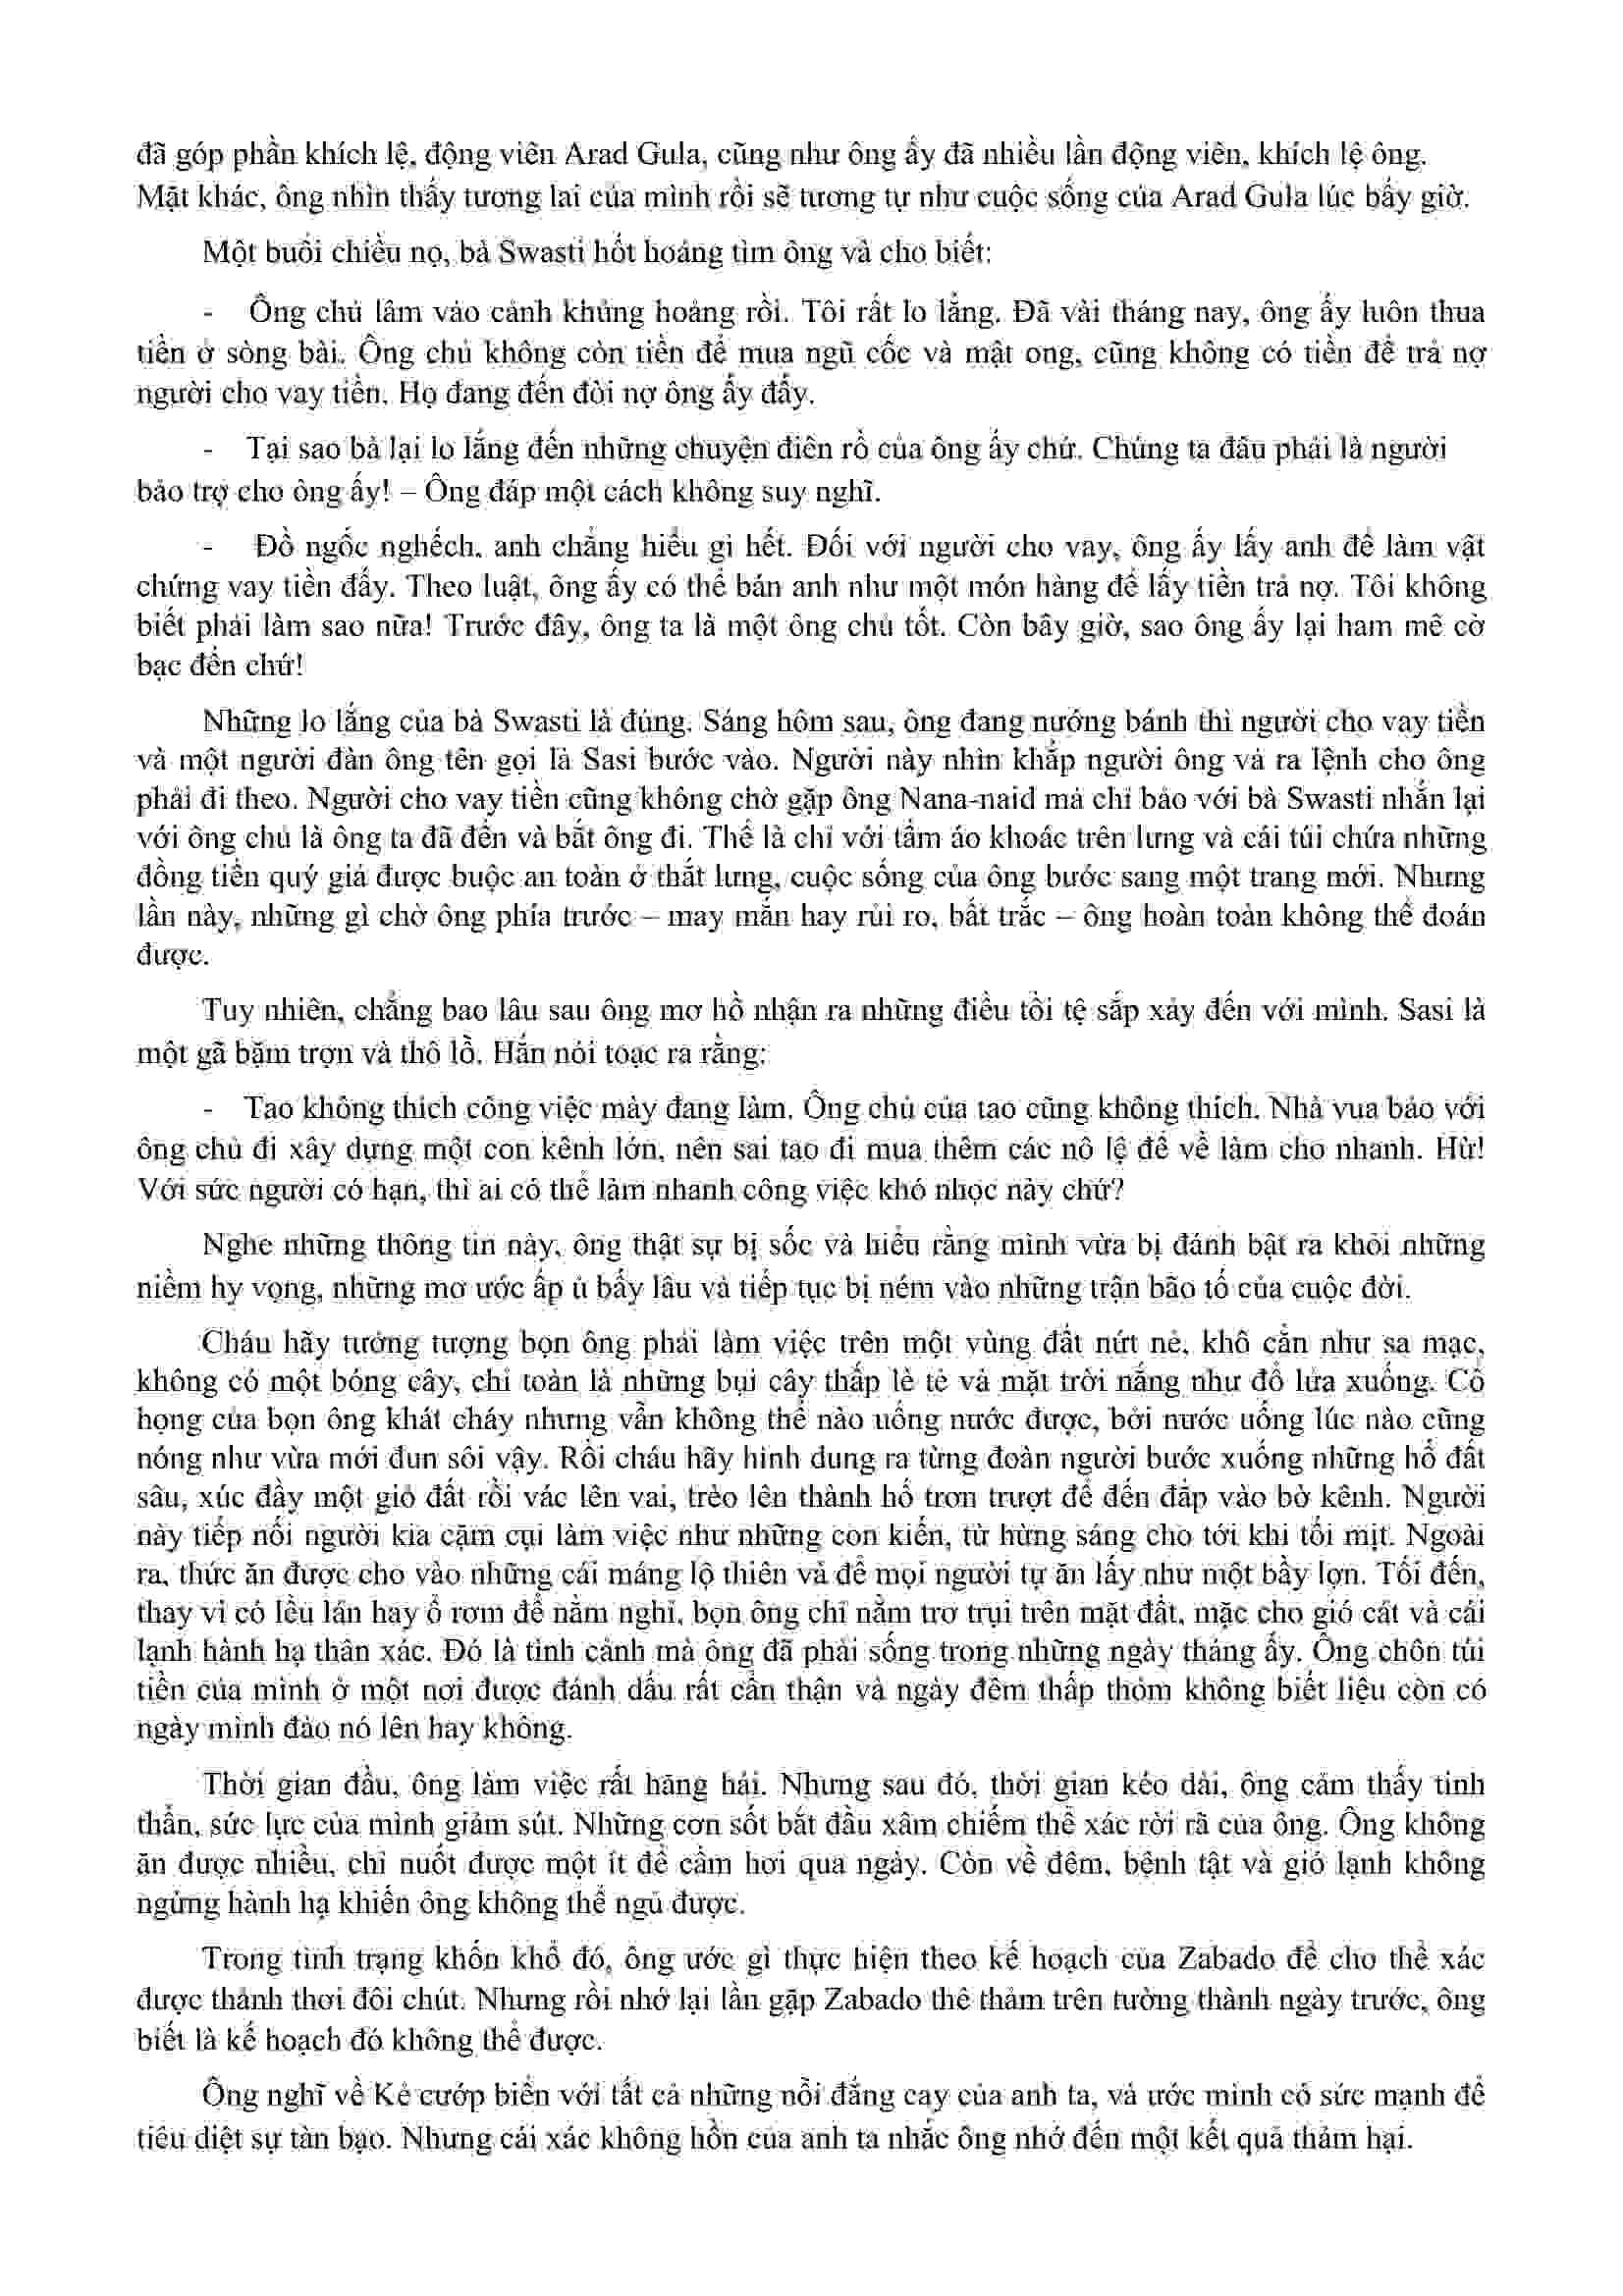 đã góp phần khích lệ, động viên Arad Gula, cũng như ông ấy đã nhiều lần động viên, khích lệ ông.
Mặt khác, ông nhìn thấy tương lai của mình rồi sẽ tương tự như cuộc sống của Arad Gula lúc bấy giờ.
Một buổi chiều nọ, bà Swasti hốt hoảng tìm ông và cho biết:
- Ông chủ lâm vào cảnh khủng hoảng rồi. Tôi rất lo lắng. Đã vài tháng nay, ông ấy luôn thua
tiền ở sòng bài. Ông chủ không còn tiền để mua ngũ cốc và mật ong, cũng không có tiền để trả nợ
người cho vay tiền. Họ đang đến đòi nợ ông ấy đấy.
- Tại sao bà lại lo lắng đến những chuyện điên rồ của ông ấy chứ. Chúng ta đâu phải là người
bảo trợ cho ông ấy! – Ông đáp một cách không suy nghĩ.
- Đồ ngốc nghếch, anh chẳng hiểu gì hết. Đối với người cho vay, ông ấy lấy anh để làm vật
chứng vay tiền đấy. Theo luật, ông ấy có thể bán anh như một món hàng để lấy tiền trả nợ. Tôi không
biết phải làm sao nữa! Trước đây, ông ta là một ông chủ tốt. Còn bây giờ, sao ông ấy lại ham mê cờ
bạc đến chứ!
Những lo lắng của bà Swasti là đúng. Sáng hôm sau, ông đang nướng bánh thì người cho vay tiền
và một người đàn ông tên gọi là Sasi bước vào. Người này nhìn khắp người ông và ra lệnh cho ông
phải đi theo. Người cho vay tiền cũng không chờ gặp ông Nana-naid mà chỉ bảo với bà Swasti nhắn lại
với ông chủ là ông ta đã đến và bắt ông đi. Thế là chỉ với tấm áo khoác trên lưng và cái túi chứa những
đồng tiền quý giá được buộc an toàn ở thắt lưng, cuộc sống của ông bước sang một trang mới. Nhưng
lần này, những gì chờ ông phía trước – may mắn hay rủi ro, bất trắc – ông hoàn toàn không thể đoán
được.
Tuy nhiên, chẳng bao lâu sau ông mơ hồ nhận ra những điều tồi tệ sắp xảy đến với mình. Sasi là
một gã bặm trợn và thô lỗ. Hắn nói toạc ra rằng:
- Tao không thích công việc mày đang làm. Ông chủ của tao cũng không thích. Nhà vua bảo với
ông chủ đi xây dựng một con kênh lớn, nên sai tao đi mua thêm các nô lệ để về làm cho nhanh. Hừ!
Với sức người có hạn, thì ai có thể làm nhanh công việc khó nhọc này chứ?
Nghe những thông tin này, ông thật sự bị sốc và hiểu rằng mình vừa bị đánh bật ra khỏi những
niềm hy vọng, những mơ ước ấp ủ bấy lâu và tiếp tục bị ném vào những trận bão tố của cuộc đời.
Cháu hãy tưởng tượng bọn ông phải làm việc trên một vùng đất nứt nẻ, khô cằn như sa mạc,
không có một bóng cây, chỉ toàn là những bụi cây thấp lè tè và mặt trời nắng như đổ lửa xuống. Cổ
họng của bọn ông khát cháy nhưng vẫn không thể nào uống nước được, bởi nước uống lúc nào cũng
nóng như vừa mới đun sôi vậy. Rồi cháu hãy hình dung ra từng đoàn người bước xuống những hố đất
sâu, xúc đầy một giỏ đất rồi vác lên vai, trèo lên thành hố trơn trượt để đến đắp vào bờ kênh. Người
này tiếp nối người kia cặm cụi làm việc như những con kiến, từ hừng sáng cho tới khi tối mịt. Ngoài
ra, thức ăn được cho vào những cái máng lộ thiên và để mọi người tự ăn lấy như một bầy lợn. Tối đến,
thay vì có lều lán hay ổ rơm để nằm nghỉ, bọn ông chỉ nằm trơ trụi trên mặt đất, mặc cho gió cát và cái
lạnh hành hạ thân xác. Đó là tình cảnh mà ông đã phải sống trong những ngày tháng ấy. Ông chôn túi
tiền của mình ở một nơi được đánh dấu rất cẩn thận và ngày đêm thấp thỏm không biết liệu còn có
ngày mình đào nó lên hay không.
Thời gian đầu, ông làm việc rất hăng hái. Nhưng sau đó, thời gian kéo dài, ông cảm thấy tinh
thần, sức lực của mình giảm sút. Những cơn sốt bắt đầu xâm chiếm thể xác rời rã của ông. Ông không
ăn được nhiều, chỉ nuốt được một ít để cầm hơi qua ngày. Còn về đêm, bệnh tật và gió lạnh không
ngừng hành hạ khiến ông không thể ngủ được.
Trong tình trạng khốn khổ đó, ông ước gì thực hiện theo kế hoạch của Zabado để cho thể xác
được thảnh thơi đôi chút. Nhưng rồi nhớ lại lần gặp Zabado thê thảm trên tường thành ngày trước, ông
biết là kế hoạch đó không thể được.
Ông nghĩ về Kẻ cướp biển với tất cả những nỗi đắng cay của anh ta, và ước mình có sức mạnh để
tiêu diệt sự tàn bạo. Nhưng cái xác không hồn của anh ta nhắc ông nhớ đến một kết quả thảm hại.